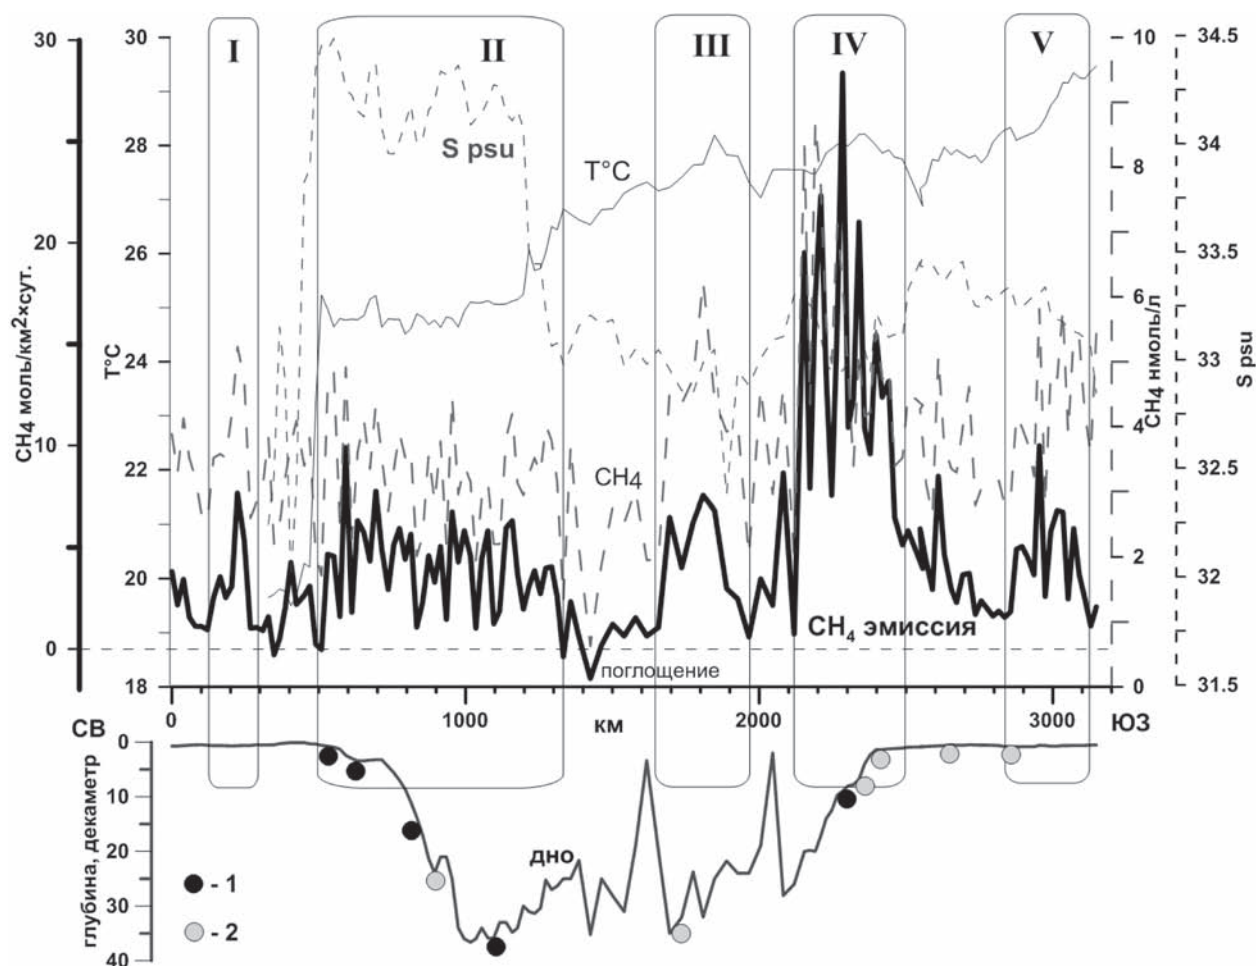 I II III IV V
30 30 10 34.5
28 8 34
S psu
T°C
20 26 33.5
6
CH4 моль/км²×сут.
T°C
CH4 нмоль/л
S psu
24 33
10 22 4 32.5
CH4
20 2 32
CH4 эмиссия
0
поглощение
18 0 31.5
0 1000 км 2000 3000
СВ ЮЗ
0
10
глубина, декаметр
20
дно
- 1
30
- 2
40